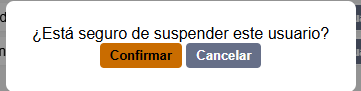 ¿Está seguro de suspender este usuario?
Confirmar Cancelar